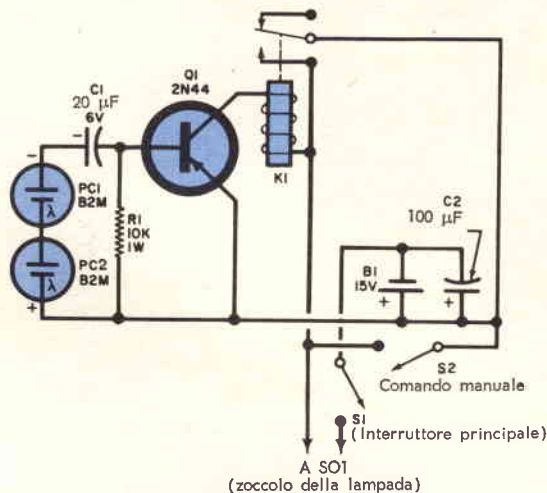 C1
20 µF
6V
-
Q1
2N44
K1
-
PC1
B2M
λ
PC2
B2M
λ
+
R1
10K
1W
C2
100 µF
B1
15V
+
+
S2
Comando manuale
S1
(Interruttore principale)
A SO1
(zoccolo della lampada)